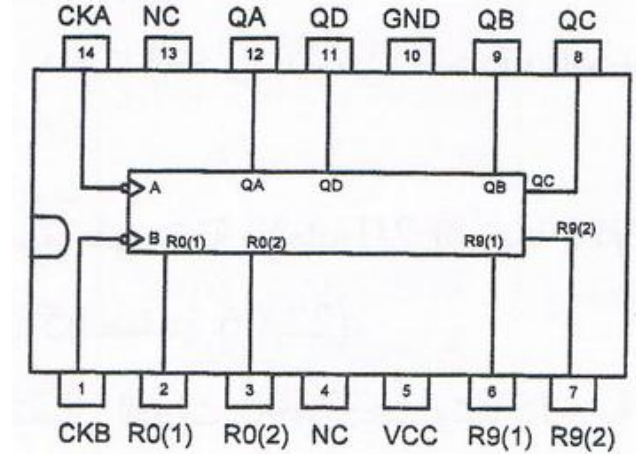 CKA NC QA QD GND QB QC
14 13 12 11 10 9 8
A QA QD QB QC
B R0(1) R0(2) R9(1) R9(2)
1 2 3 4 5 6 7
CKB R0(1) R0(2) NC VCC R9(1) R9(2)